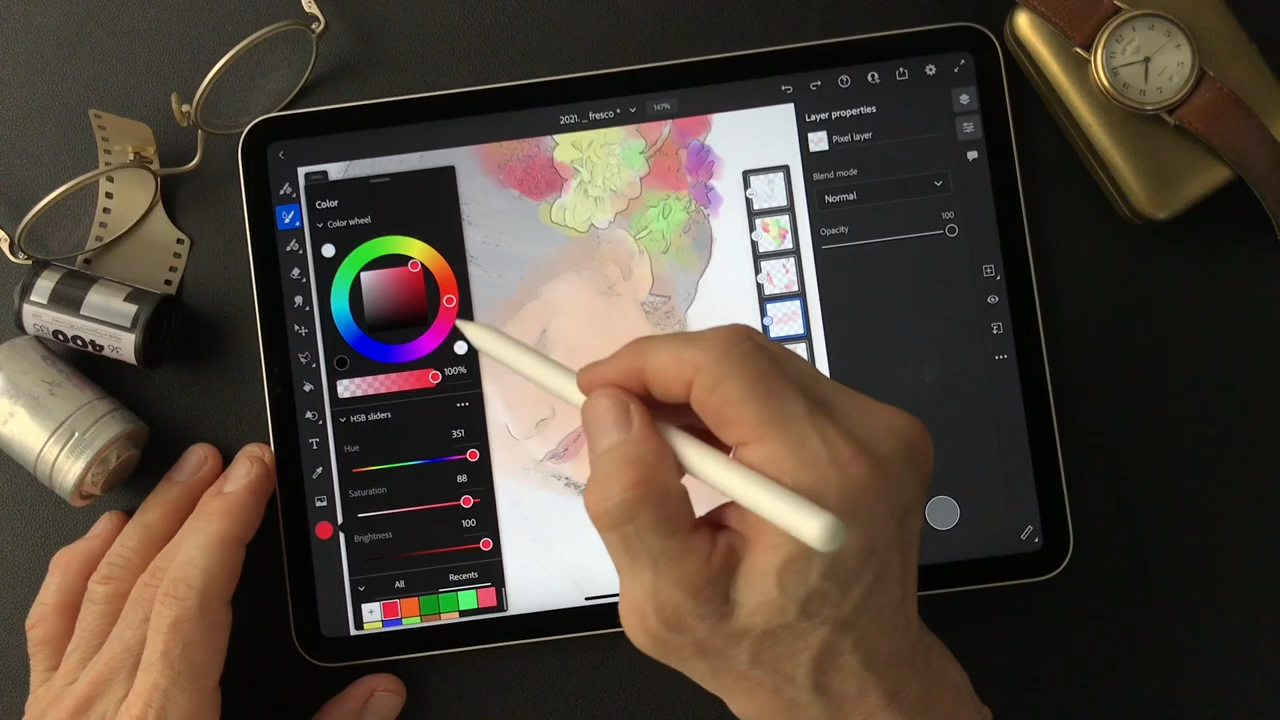 2021. _ fresco *
147%
Color
Color wheel
100%
HSB sliders
Hue
351
Saturation
88
Brightness
100
All
Recents
T
Layer properties
Pixel layer
Blend mode
Normal
Opacity
100
36
400
135